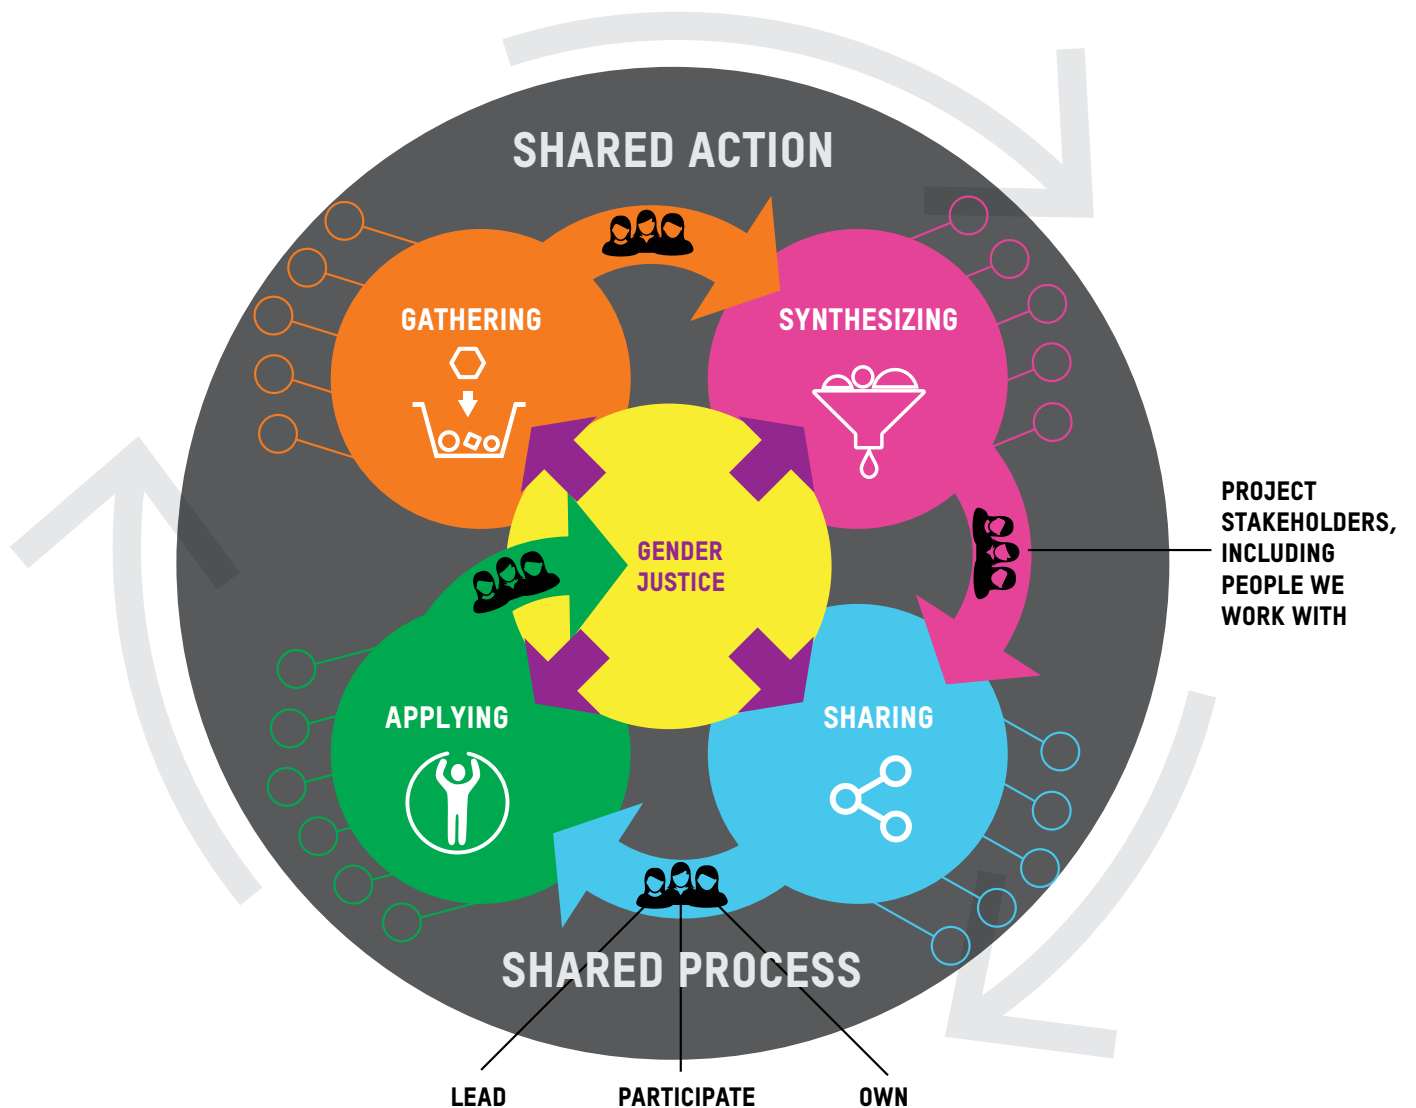 SHARED ACTION
GATHERING
SYNTHESIZING
GENDER
JUSTICE
PROJECT
STAKEHOLDERS,
INCLUDING
PEOPLE WE
WORK WITH
APPLYING
SHARING
SHARED PROCESS
LEAD
PARTICIPATE
OWN